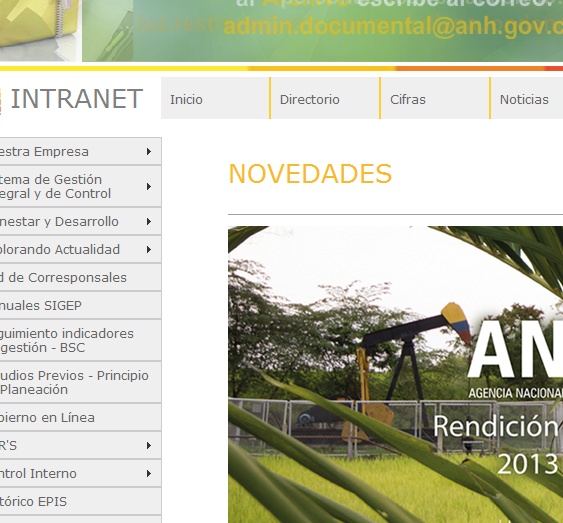 al
escribe al correo:
admin.documental@anh.gov.c
INTRANET
Inicio
Directorio
Cifras
Noticias
estra Empresa
tema de Gestión
egral y de Control
nestar y Desarrollo
plorando Actualidad
d de Corresponsales
nuales SIGEP
guimiento indicadores
gestión - BSC
udios Previos - Principio
Planeación
bierno en Línea
R'S
ntrol Interno
tórico EPIS
NOVEDADES
AN
AGENCIA NACIONAL
Rendición
2013